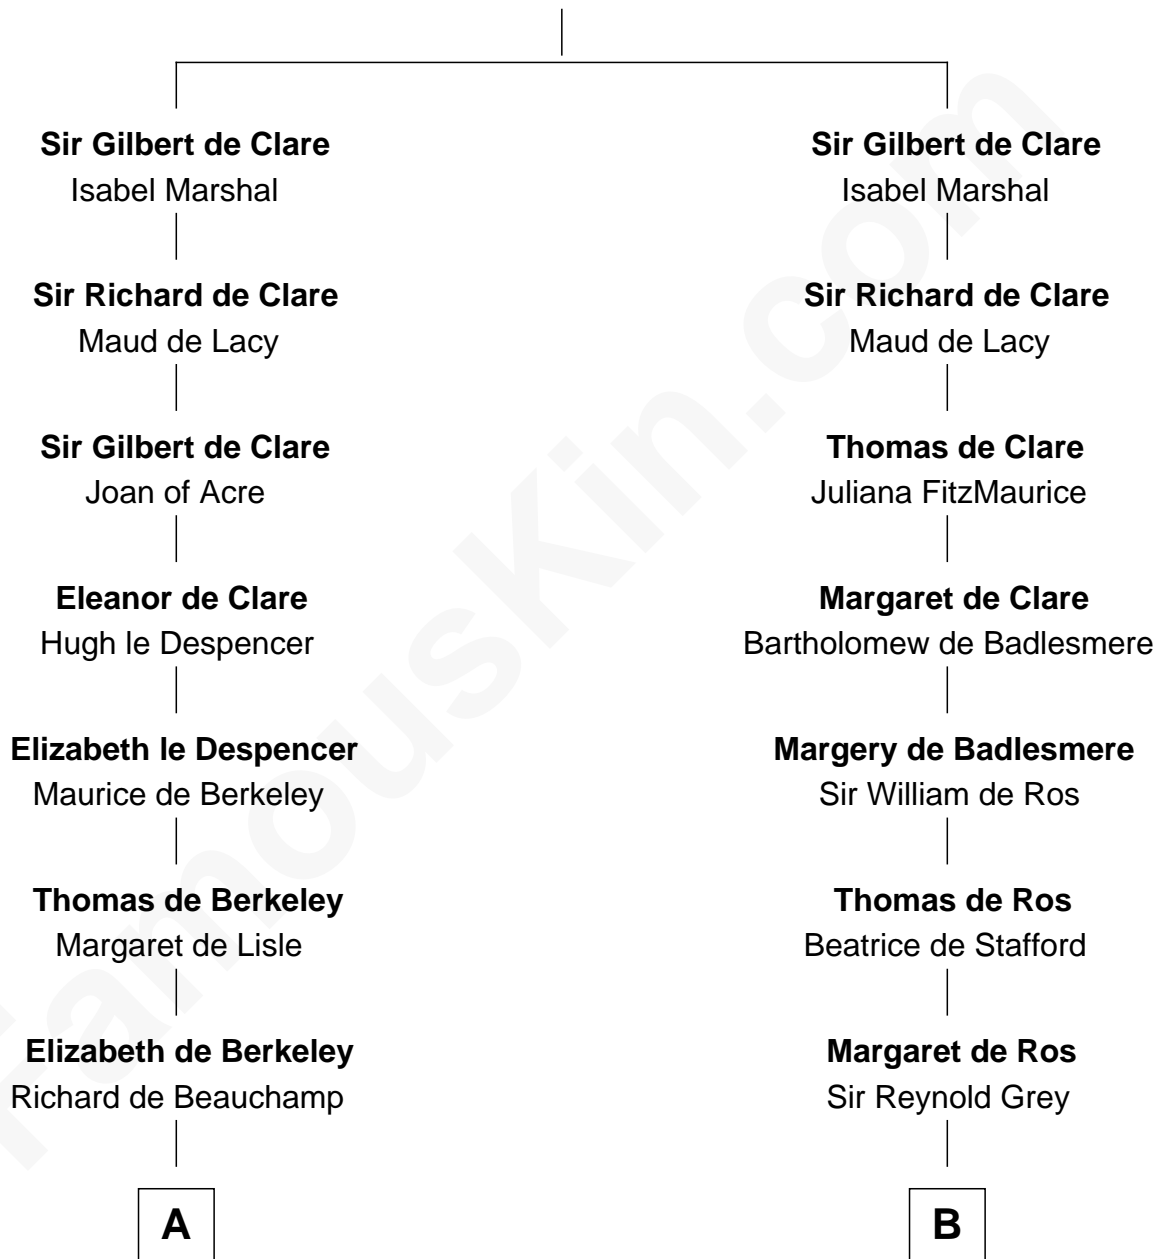 Sir Gilbert de Clare
Isabel Marshal
Sir Richard de Clare
Maud de Lacy
Sir Gilbert de Clare
Joan of Acre
Eleanor de Clare
Hugh le Despencer
Elizabeth le Despencer
Maurice de Berkeley
Thomas de Berkeley
Margaret de Lisle
Elizabeth de Berkeley
Richard de Beauchamp
A
Sir Gilbert de Clare
Isabel Marshal
Sir Richard de Clare
Maud de Lacy
Thomas de Clare
Juliana FitzMaurice
Margaret de Clare
Bartholomew de Badlesmere
Margery de Badlesmere
Sir William de Ros
Thomas de Ros
Beatrice de Stafford
Margaret de Ros
Sir Reynold Grey
B
FamousKin.com